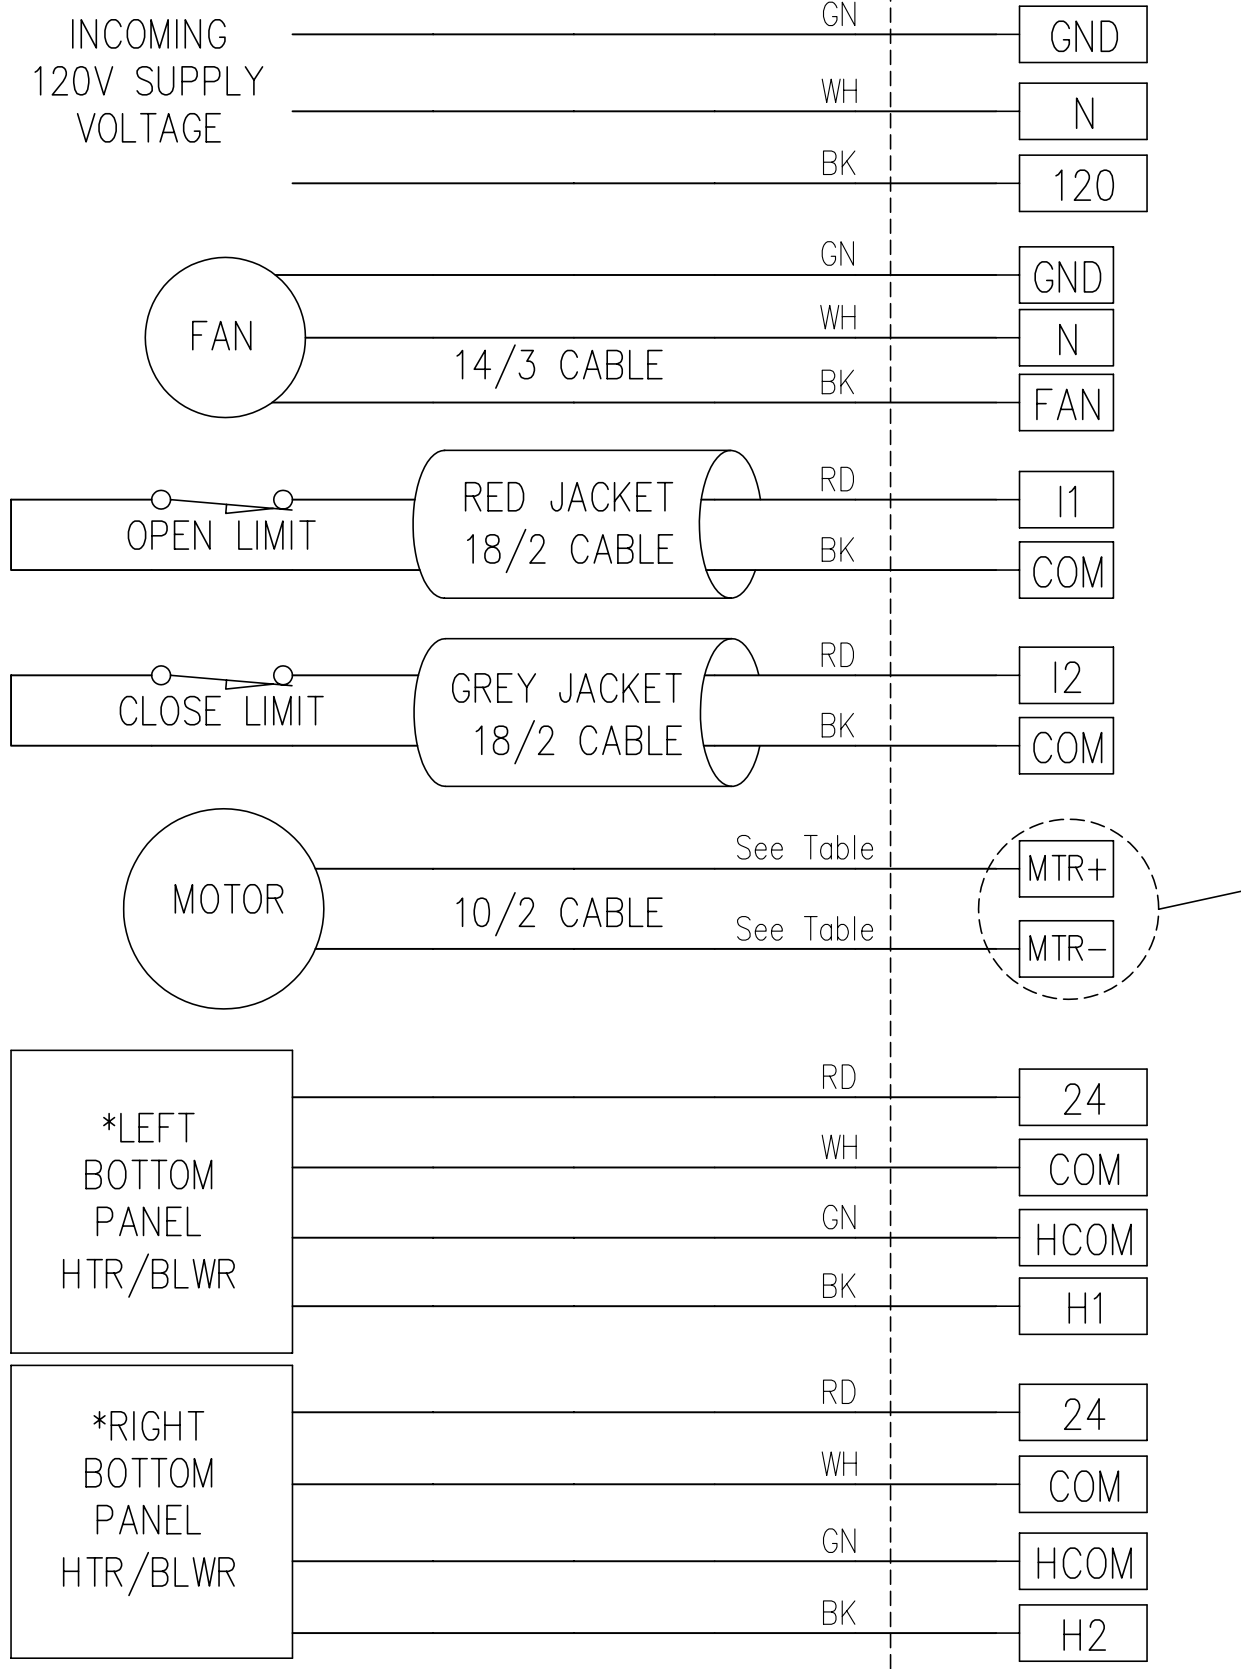 INCOMING
120V SUPPLY
VOLTAGE
GN
GND
WH
N
BK
120
FAN
GN
GND
WH
N
14/3 CABLE
BK
FAN
OPEN LIMIT
RED JACKET
18/2 CABLE
RD
I1
BK
COM
CLOSE LIMIT
GREY JACKET
18/2 CABLE
RD
I2
BK
COM
MOTOR
See Table
MTR+
10/2 CABLE
See Table
MTR−
*LEFT
BOTTOM
PANEL
HTR/BLWR
RD
24
WH
COM
GN
HCOM
BK
H1
*RIGHT
BOTTOM
PANEL
HTR/BLWR
RD
24
WH
COM
GN
HCOM
BK
H2